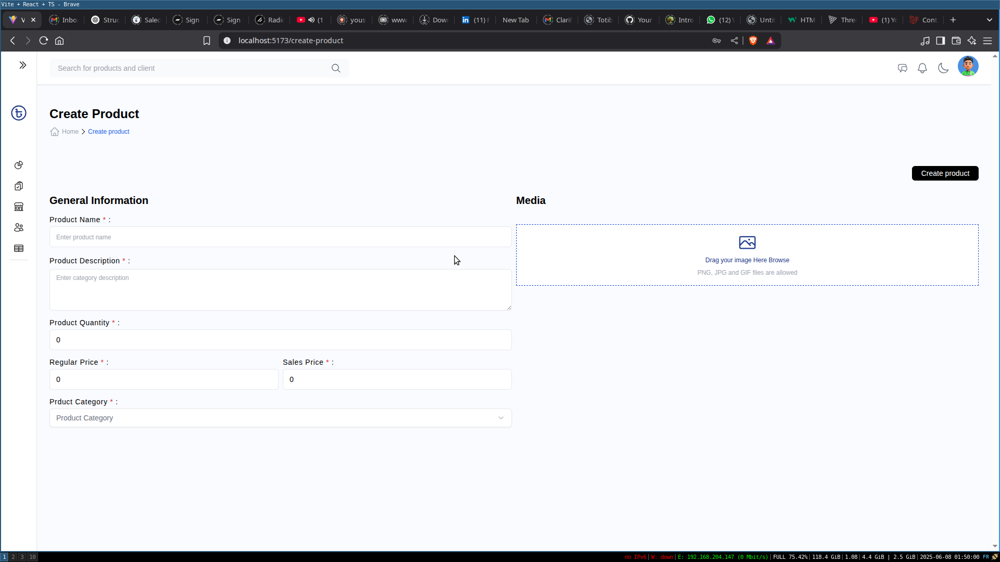 Vite + React + TS - Brave
V Inbo Struc Salec Sign Sign Radic (1 yous www Dow (11) F New Tab Clarif Totib Your Intro (12) Unti HTM Thre (1) Yo Cont
localhost:5173/create-product
Search for products and client
Create Product
Home Create product
Create product
General Information
Media
Product Name * :
Enter product name
Drag your image Here Browse
PNG, JPG and GIF files are allowed
Product Description * :
Enter category description
Product Quantity * :
0
Regular Price * : Sales Price * :
0 0
Prduct Category * :
Product Category
1 2 3 10 no IPv6| W: down| E: 192.168.204.147 (0 Mbit/s)| FULL 75.42%| 118.4 GiB| 1.08| 4.4 GiB | 2.5 GiB| 2025-06-08 01:50:00 FR